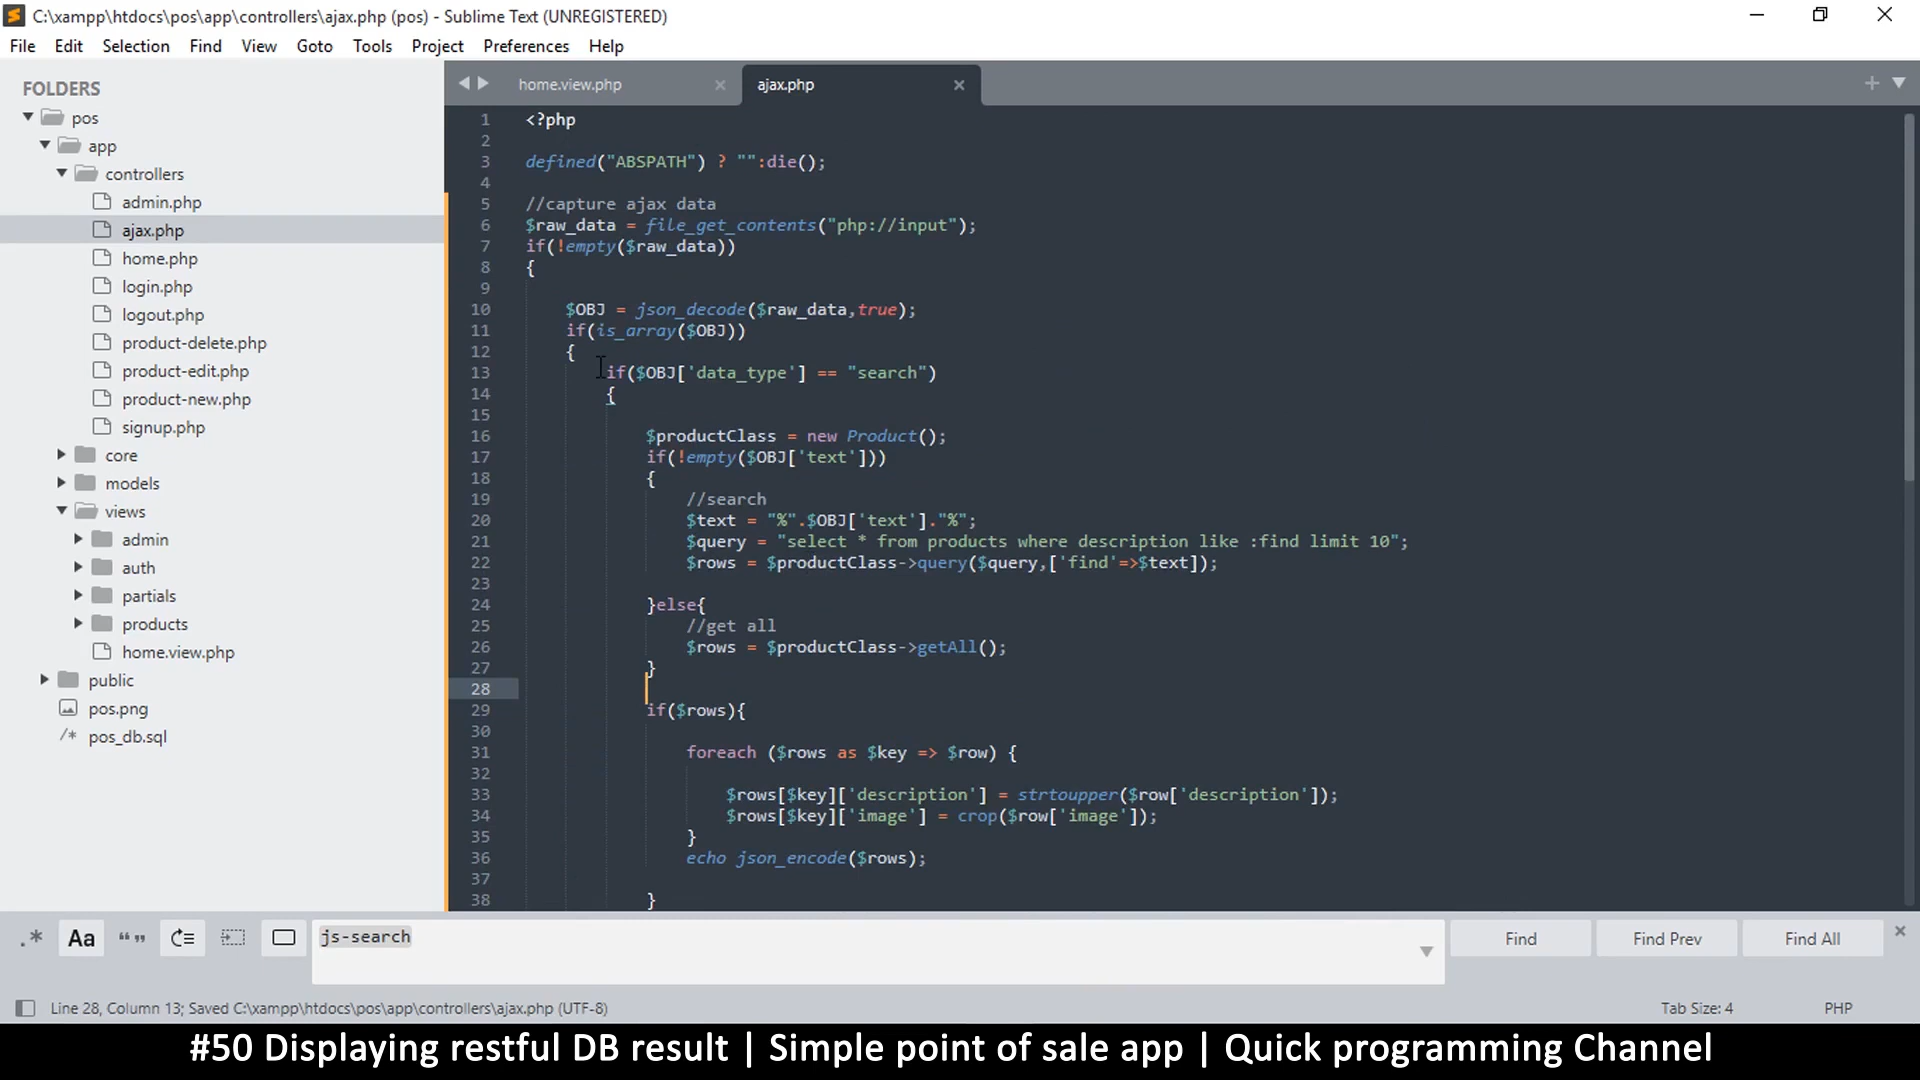 C:\xampp\htdocs\pos\app\controllers\ajax.php (pos) - Sublime Text (UNREGISTERED)
File Edit Selection Find View Goto Tools Project Preferences Help
FOLDERS
pos
app
controllers
admin.php
ajax.php
home.php
login.php
logout.php
product-delete.php
product-edit.php
product-new.php
signup.php
core
models
views
admin
auth
partials
products
home.view.php
public
pos.png
/* pos_db.sql
home.view.php ajax.php
1 <?php
2
3 defined("ABSPATH") ? "":die();
4
5 //capture ajax data
6 $raw_data = file_get_contents("php://input");
7 if(!empty($raw_data))
8 {
9
10 $OBJ = json_decode($raw_data,true);
11 if(is_array($OBJ))
12 {
13 if($OBJ['data_type'] == "search")
14 {
15
16 $productClass = new Product();
17 if(!empty($OBJ['text']))
18 {
19 //search
20 $text = "%".$OBJ['text']."%";
21 $query = "select * from products where description like :find limit 10";
22 $rows = $productClass->query($query,['find'=>$text]);
23
24 }else{
25 //get all
26 $rows = $productClass->getAll();
27 }
28
29 if($rows){
30
31 foreach ($rows as $key => $row) {
32
33 $rows[$key]['description'] = strtoupper($row['description']);
34 $rows[$key]['image'] = crop($row['image']);
35 }
36 echo json_encode($rows);
37
38 }
.* Aa “” js-search Find Find Prev Find All
Line 28, Column 13; Saved C:\xampp\htdocs\pos\app\controllers\ajax.php (UTF-8) Tab Size: 4 PHP
#50 Displaying restful DB result | Simple point of sale app | Quick programming Channel